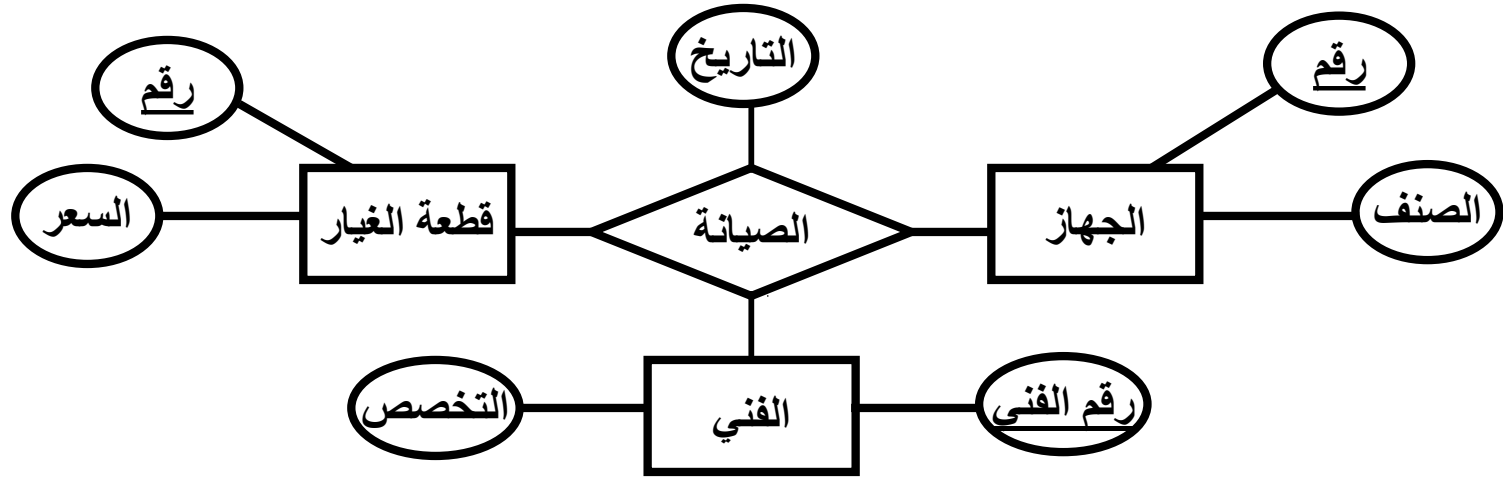 التاريخ
رقم
رقم
الصنف
الجهاز
الصيانة
قطعة الغيار
السعر
رقم الفني
الفني
التخصص